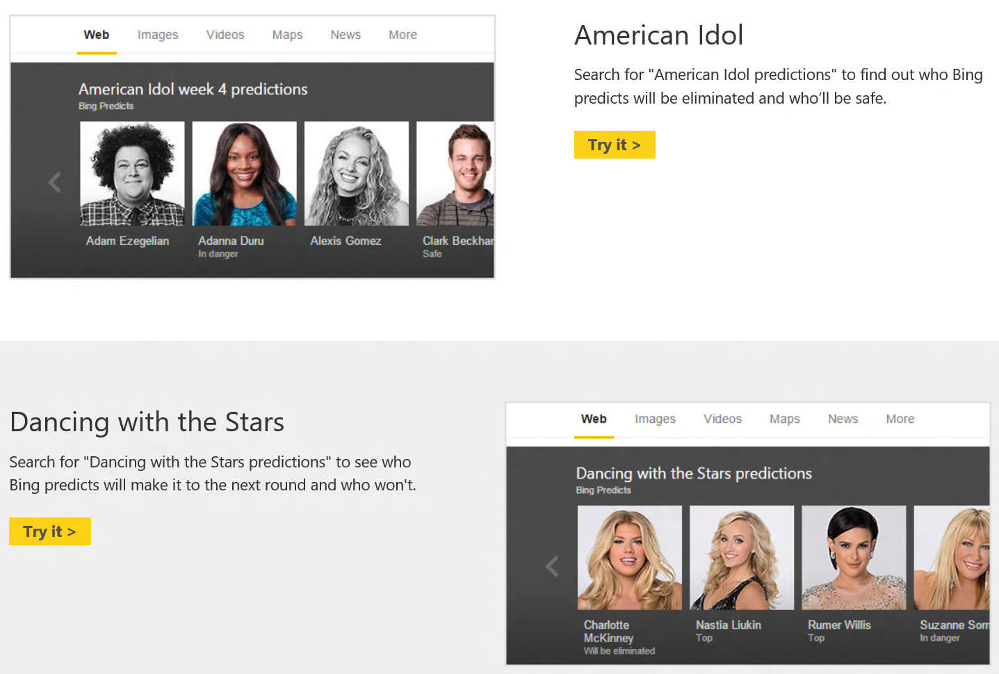 Web Images Videos Maps News More
American Idol week 4 predictions
Bing Predicts
Adam Ezegelian
Adanna Duru
In danger
Alexis Gomez
Clark Beckhar
Safe
American Idol
Search for "American Idol predictions" to find out who Bing
predicts will be eliminated and who’ll be safe.
Try it >
Dancing with the Stars
Search for "Dancing with the Stars predictions" to see who
Bing predicts will make it to the next round and who won't.
Try it >
Web Images Videos Maps News More
Dancing with the Stars predictions
Bing Predicts
Charlotte
McKinney
Will be eliminated
Nastia Liukin
Top
Rumer Willis
Top
Suzanne Som
In danger